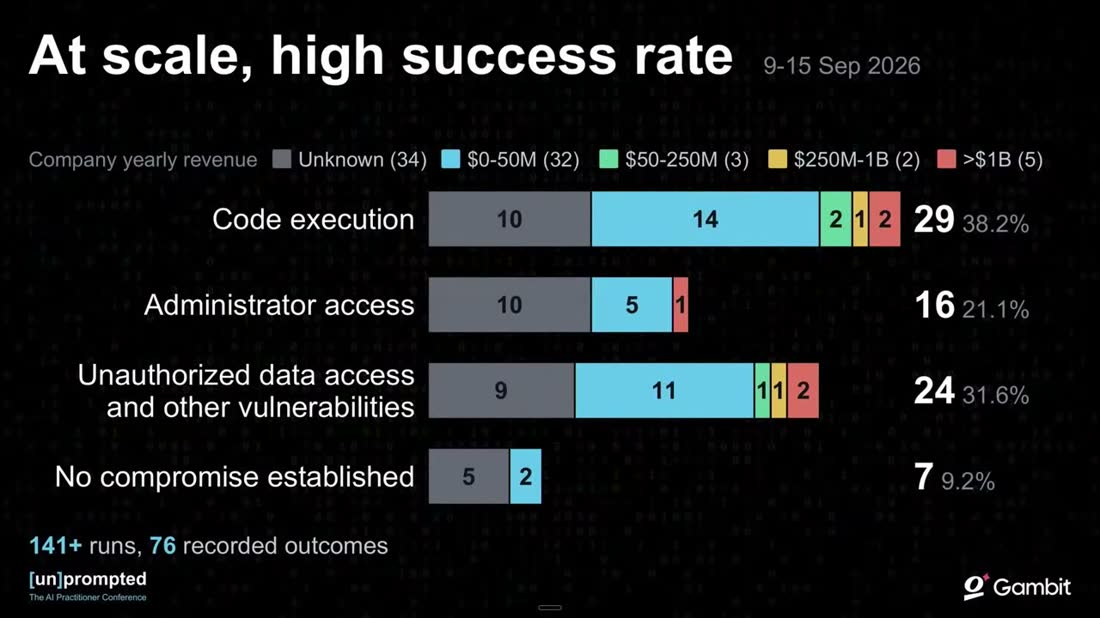 At scale, high success rate 9-15 Sep 2026
Company yearly revenue Unknown (34) $0-50M (32) $50-250M (3) $250M-1B (2) >$1B (5)
Code execution 10 14 2 1 2 29 38.2%
Administrator access 10 5 1 16 21.1%
Unauthorized data access
and other vulnerabilities 9 11 1 1 2 24 31.6%
No compromise established 5 2 7 9.2%
141+ runs, 76 recorded outcomes
[un]prompted
The AI Practitioner Conference
Gambit